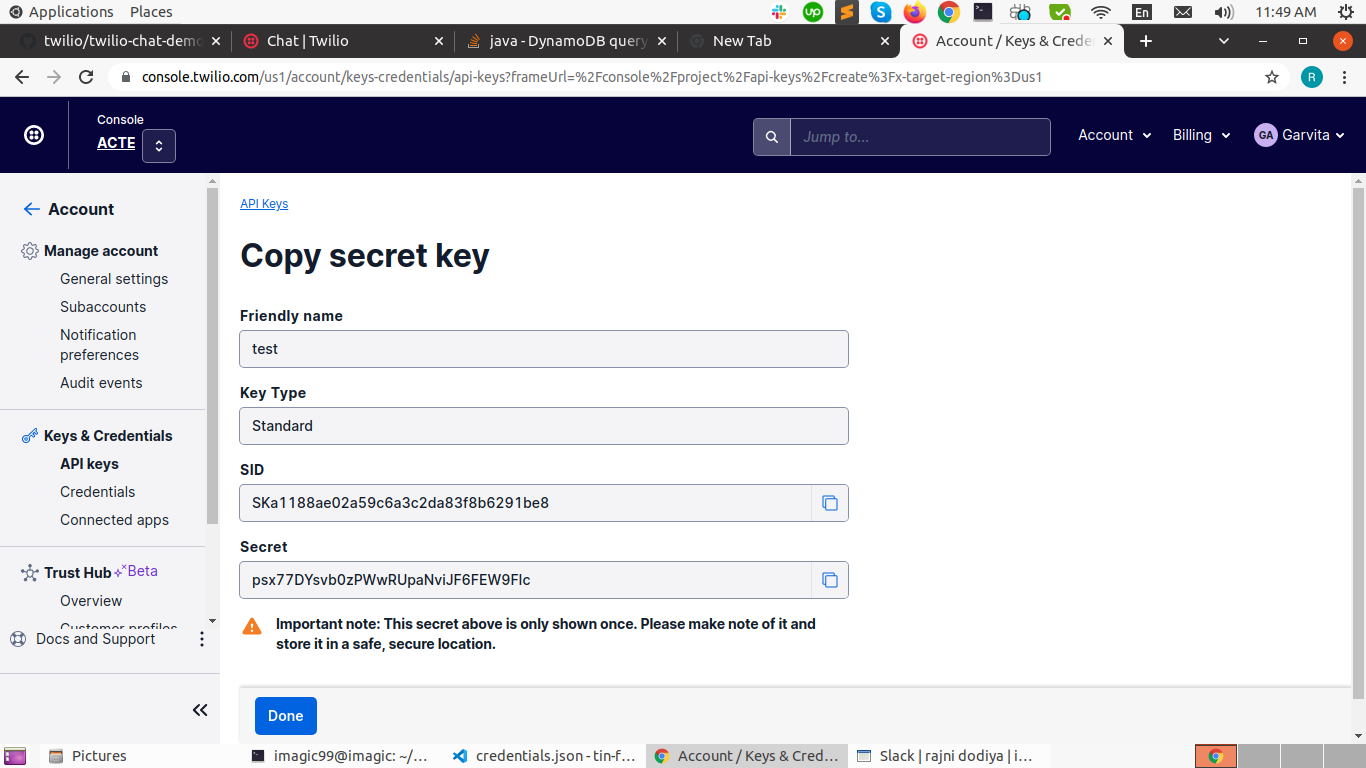 Applications Places
En 11:49 AM
twilio/twilio-chat-demo Chat | Twilio java - DynamoDB query New Tab Account / Keys & Creden
console.twilio.com/us1/account/keys-credentials/api-keys?frameUrl=%2Fconsole%2Fproject%2Fapi-keys%2Fcreate%3Fx-target-region%3Dus1
R
Console
ACTE
Jump to...
Account Billing GA Garvita
Account
Manage account
General settings
Subaccounts
Notification
preferences
Audit events
Keys & Credentials
API keys
Credentials
Connected apps
Trust Hub Beta
Overview
Customer profiles
Docs and Support
API Keys
Copy secret key
Friendly name
test
Key Type
Standard
SID
SKa1188ae02a59c6a3c2da83f8b6291be8
Secret
psx77DYsvb0zPWwRUpaNviJF6FEW9FIc
Important note: This secret above is only shown once. Please make note of it and
store it in a safe, secure location.
Done
Pictures imagic99@imagic: ~/... credentials.json - tin-f... Account / Keys & Cred... Slack | rajni dodiya | i...